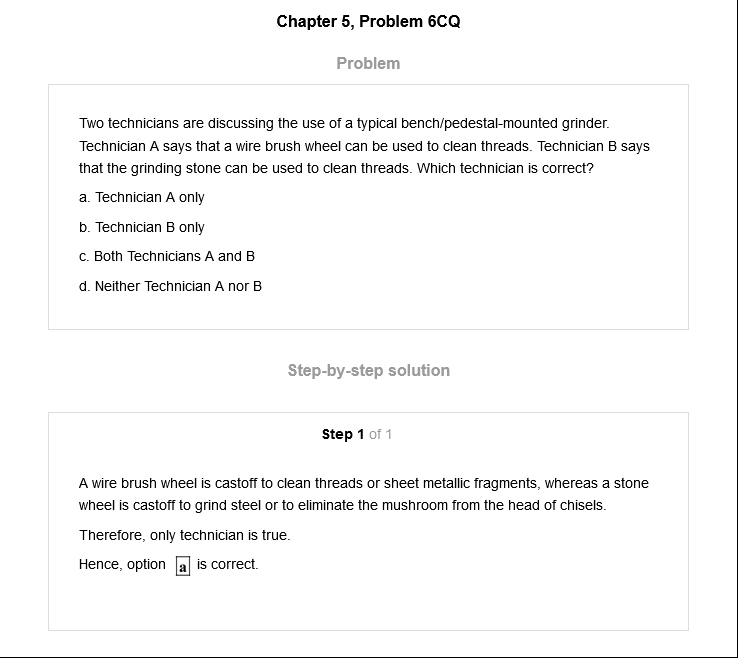 Chapter 5, Problem 6CQ
Problem
Two technicians are discussing the use of a typical bench/pedestal-mounted grinder.
Technician A says that a wire brush wheel can be used to clean threads. Technician B says
that the grinding stone can be used to clean threads. Which technician is correct?
a. Technician A only
b. Technician B only
c. Both Technicians A and B
d. Neither Technician A nor B
Step-by-step solution
Step 1 of 1
A wire brush wheel is castoff to clean threads or sheet metallic fragments, whereas a stone
wheel is castoff to grind steel or to eliminate the mushroom from the head of chisels.
Therefore, only technician is true.
Hence, option a is correct.